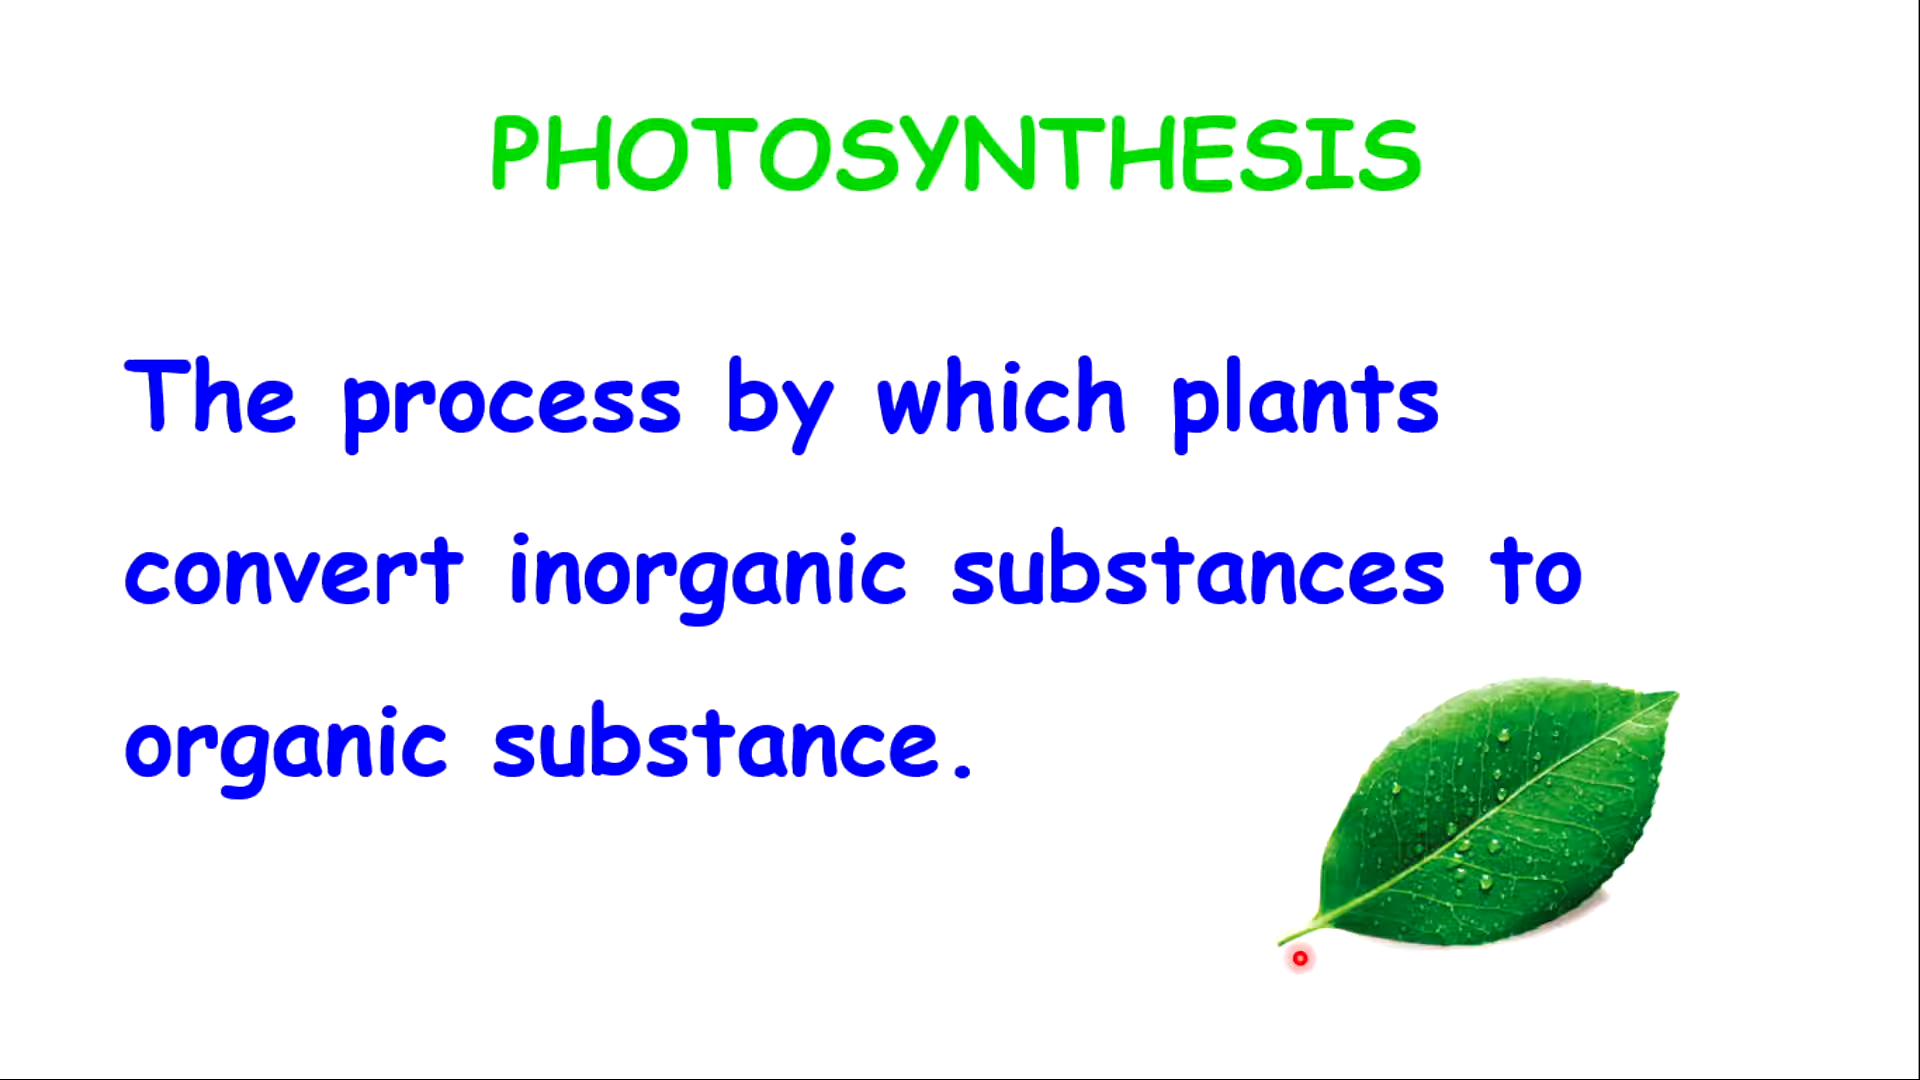 PHOTOSYNTHESIS
The process by which plants
convert inorganic substances to
organic substance.